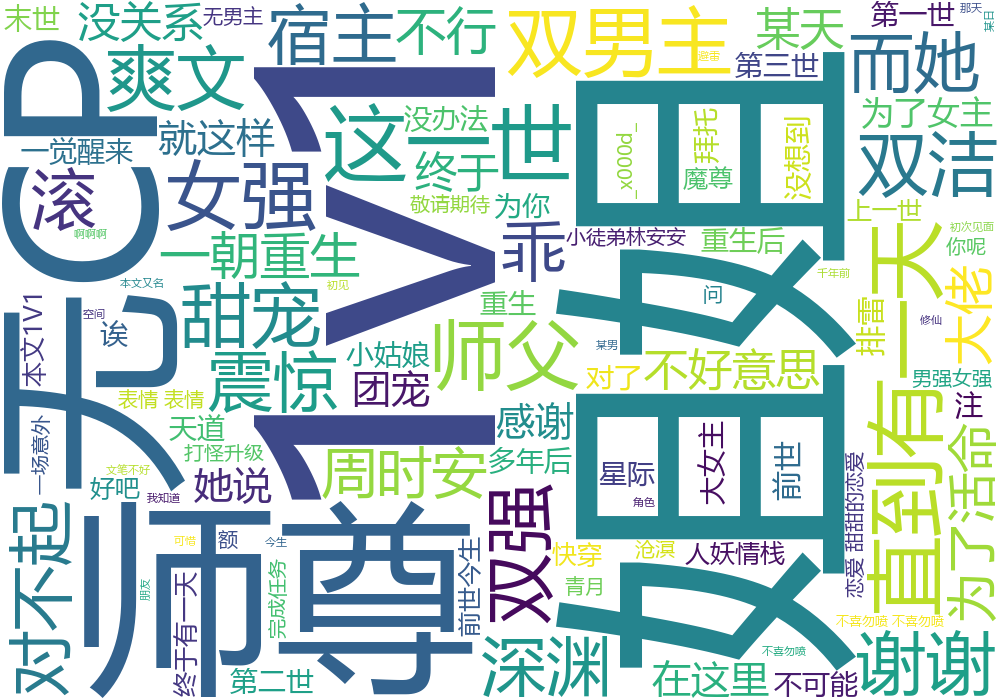 末世
没关系
无男主
宿主
不行
双男主
某天
第一世
那天
某日
爽文
避雷
第三世
而她
无CP
1V1
这一世
没办法
姐姐
_x000d_
拜托
没想到
为了女主
一觉醒来
就这样
终于
魔尊
双洁
滚
女强
敬请期待
为你
上一世
啊啊啊
一朝重生
乖
小徒弟林安安
重生后
直到有一天
初次见面
你呢
本文又名
初见
千年前
甜宠
重生
问
大佬
本文1V1
空间
诶
师父
排雷
修仙
震惊
小姑娘
某男
不好意思
团宠
对了
男强女强
表情 表情
感谢
注
一场意外
天道
打怪升级
周时安
多年后
星际
大女主
前世
恋爱 甜甜的恋爱
为了活命
文笔不好
好吧
我知道
她说
角色
对不起
师尊
可惜
额
今生
前世今生
双强
快穿
沧溟
人妖情栈
朋友
终于有一天
完成任务
青月
不喜勿喷 不喜勿喷
第二世
深渊
不喜勿喷
在这里
不可能
谢谢